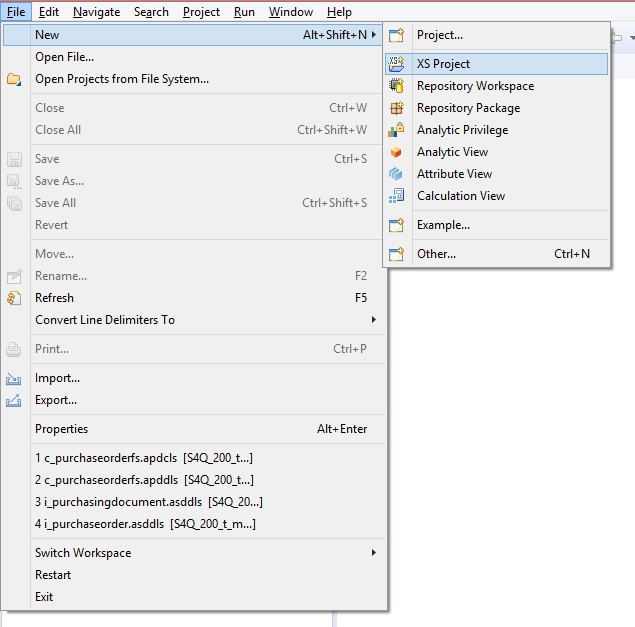 File Edit Navigate Search Project Run Window Help
New Alt+Shift+N
Open File...
Open Projects from File System...
Close Ctrl+W
Close All Ctrl+Shift+W
Save Ctrl+S
Save As...
Save All Ctrl+Shift+S
Revert
Move...
Rename... F2
Refresh F5
Convert Line Delimiters To
Print... Ctrl+P
Import...
Export...
Properties Alt+Enter
1 c_purchaseorderfs.apdcls [S4Q_200_t...]
2 c_purchaseorderfs.apddls [S4Q_200_t...]
3 i_purchasingdocument.asddls [S4Q_20...]
4 i_purchaseorder.asddls [S4Q_200_t_m...]
Switch Workspace
Restart
Exit
Project...
XS Project
Repository Workspace
Repository Package
Analytic Privilege
Analytic View
Attribute View
Calculation View
Example...
Other... Ctrl+N